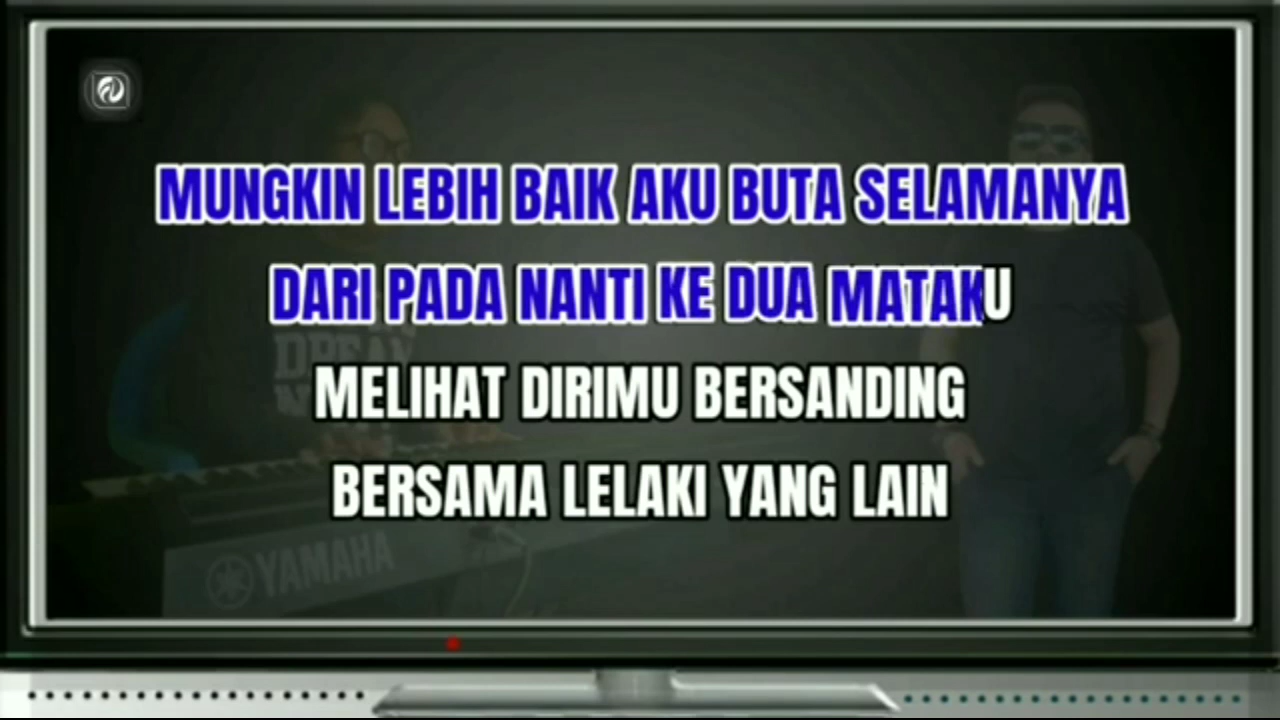 MUNGKIN LEBIH BAIK AKU BUTA SELAMANYA
DARI PADA NANTI KE DUA MATAKU
MELIHAT DIRIMU BERSANDING
BERSAMA LELAKI YANG LAIN
YAMAHA